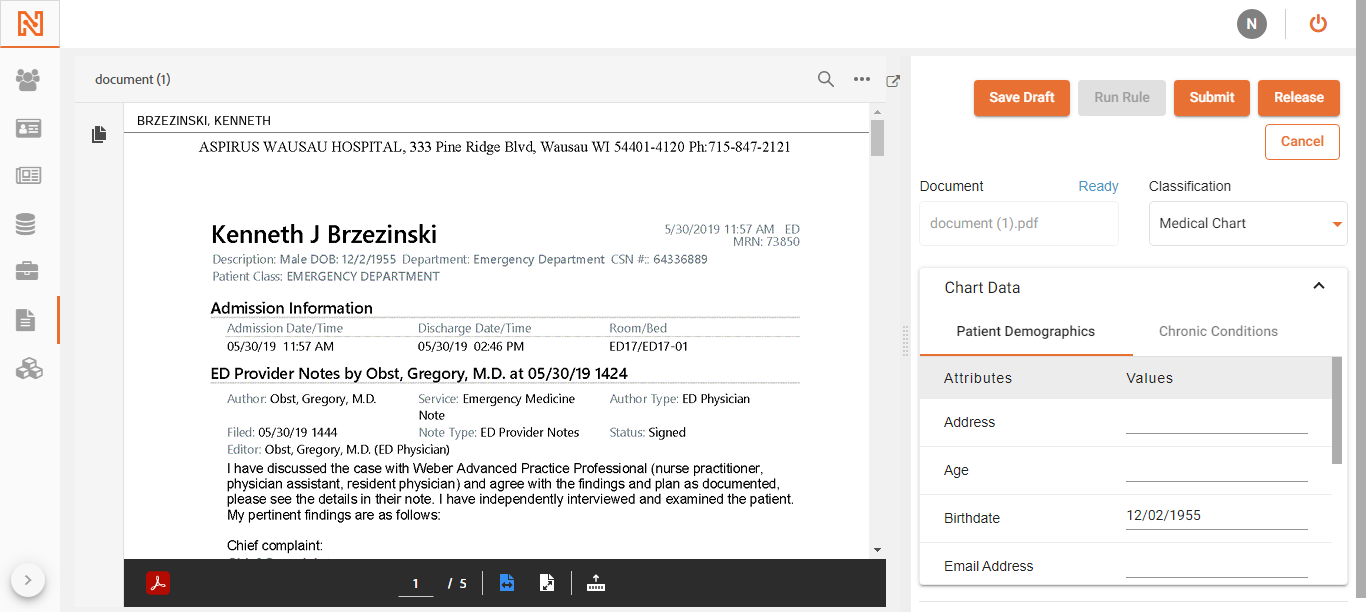 N
N
document (1)
Save Draft
Run Rule
Submit
Release
Cancel
BRZEZINSKI, KENNETH
ASPIRUS WAUSAU HOSPITAL, 333 Pine Ridge Blvd, Wausau WI 54401-4120 Ph:715-847-2121
Kenneth J Brzezinski
5/30/2019 11:57 AM ED
MRN: 73850
Description: Male DOB: 12/2/1955 Department: Emergency Department CSN #:: 64336889
Patient Class: EMERGENCY DEPARTMENT
Admission Information
Admission Date/Time Discharge Date/Time Room/Bed
05/30/19 11:57 AM 05/30/19 02:46 PM ED17/ED17-01
ED Provider Notes by Obst, Gregory, M.D. at 05/30/19 1424
Author: Obst, Gregory, M.D. Service: Emergency Medicine Author Type: ED Physician
Note
Filed: 05/30/19 1444 Note Type: ED Provider Notes Status: Signed
Editor: Obst, Gregory, M.D. (ED Physician)
I have discussed the case with Weber Advanced Practice Professional (nurse practitioner,
physician assistant, resident physician) and agree with the findings and plan as documented,
please see the details in their note. I have independently interviewed and examined the patient.
My pertinent findings are as follows:
Chief complaint:
1 / 5
Document Ready Classification
document (1).pdf Medical Chart
Chart Data
Patient Demographics Chronic Conditions
Attributes Values
Address
Age
Birthdate 12/02/1955
Email Address